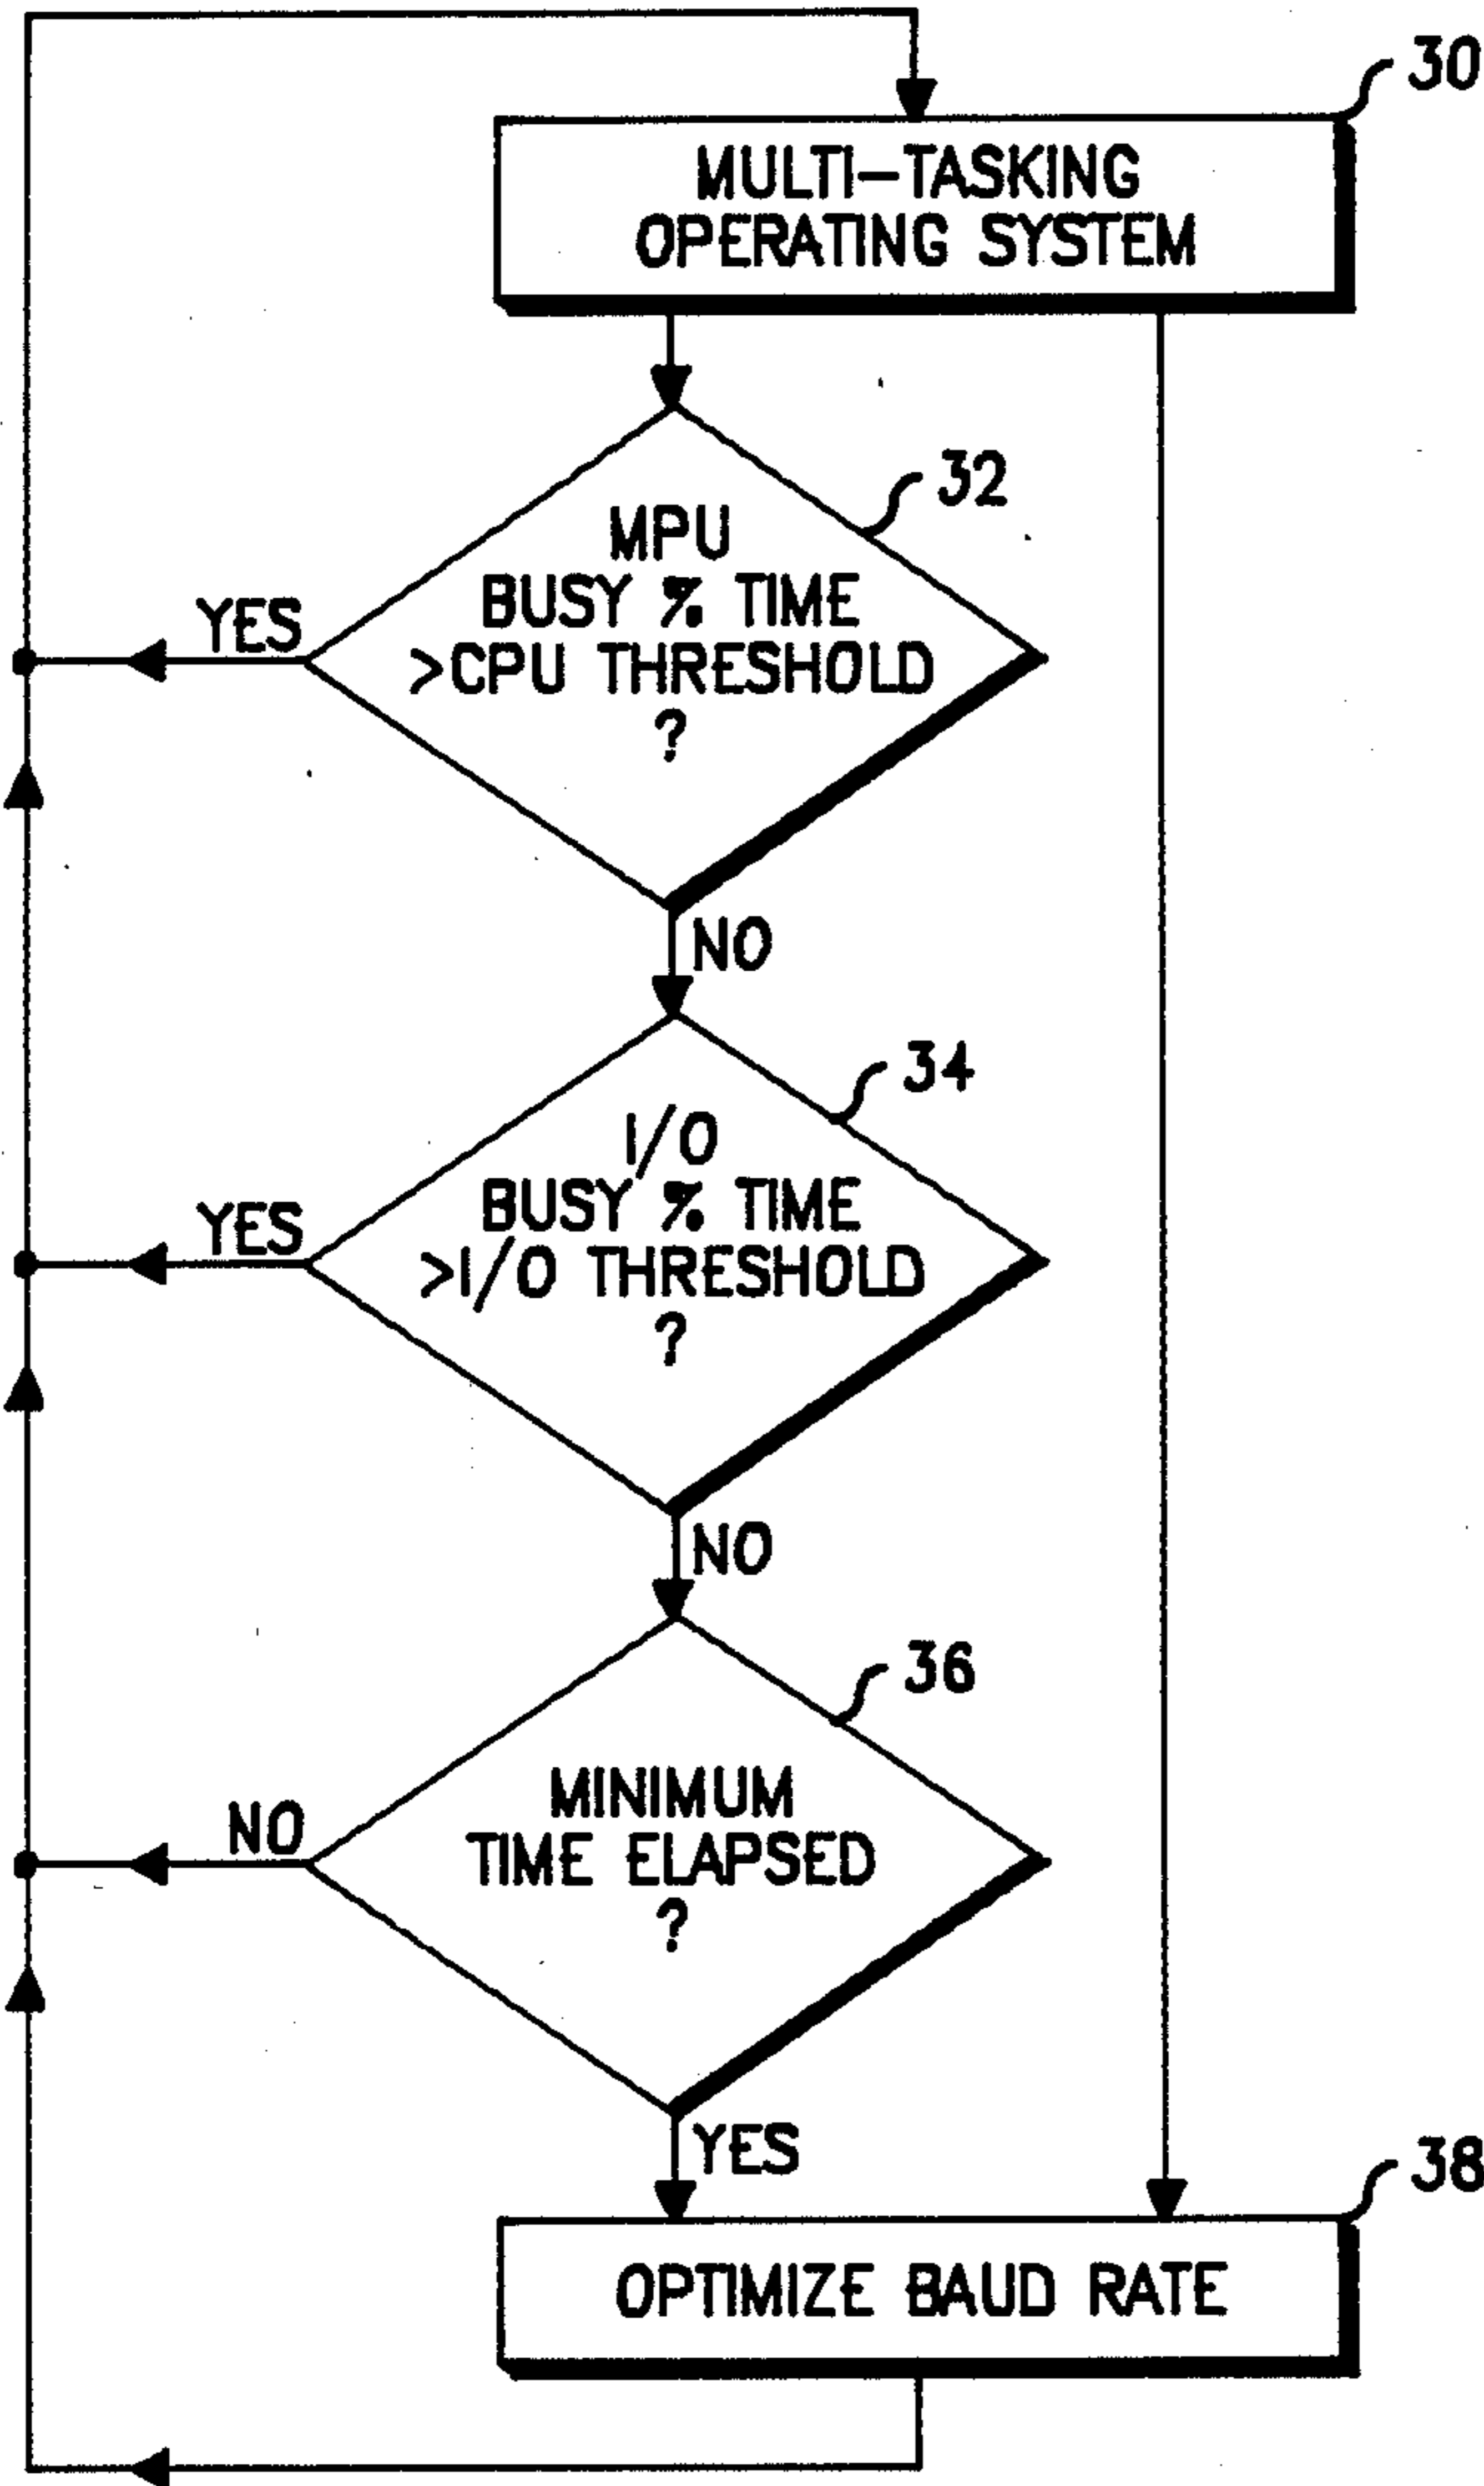 30
MULTI-TASKING
OPERATING SYSTEM
32
MPU
BUSY % TIME
>CPU THRESHOLD
?
YES
NO
34
I/O
BUSY % TIME
>I/O THRESHOLD
?
YES
NO
36
MINIMUM
TIME ELAPSED
?
NO
YES
38
OPTIMIZE BAUD RATE